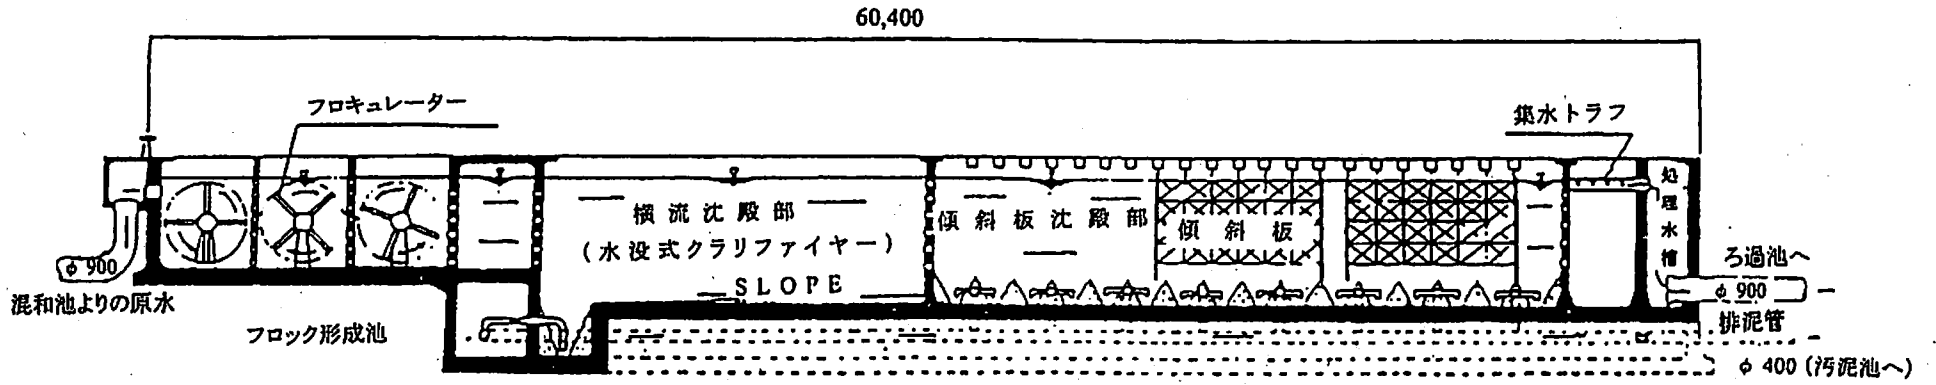 60,400
フロキュレーター
集水トラフ
処理水槽
横流沈殿部
(水没式クラリファイヤー)
SLOPE
傾斜板沈殿部
傾斜板
φ 900
混和池よりの原水
フロック形成池
ろ過池へ
φ 900
排泥管
φ 400 (汚泥池へ)